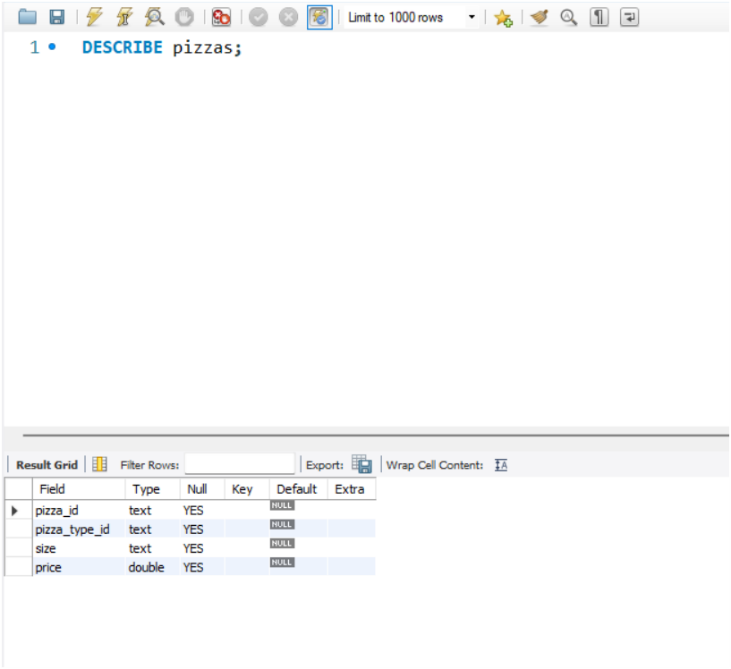 Limit to 1000 rows
1 DESCRIBE pizzas;
Result Grid Filter Rows: Export: Wrap Cell Content:
Field Type Null Key Default Extra
pizza_id text YES NULL
pizza_type_id text YES NULL
size text YES NULL
price double YES NULL